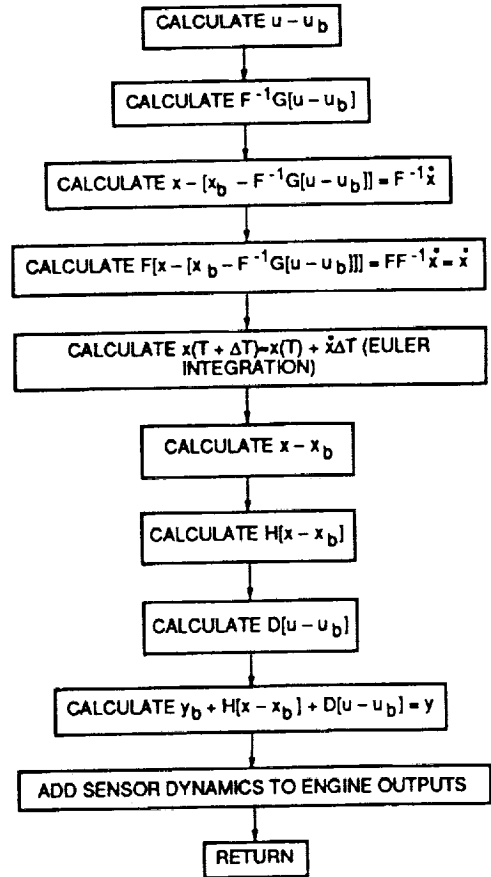 CALCULATE u – u_b
CALCULATE F⁻¹G[u – u_b]
CALCULATE x – [x_b – F⁻¹G[u – u_b]] = F⁻¹ẋ
CALCULATE F[x – [x_b – F⁻¹G[u – u_b]]] = FF⁻¹ẋ = ẋ
CALCULATE x(T + ΔT)=x(T) + ẋΔT (EULER
INTEGRATION)
CALCULATE x – x_b
CALCULATE H[x – x_b]
CALCULATE D[u – u_b]
CALCULATE y_b + H[x – x_b] + D[u – u_b] = y
ADD SENSOR DYNAMICS TO ENGINE OUTPUTS
RETURN